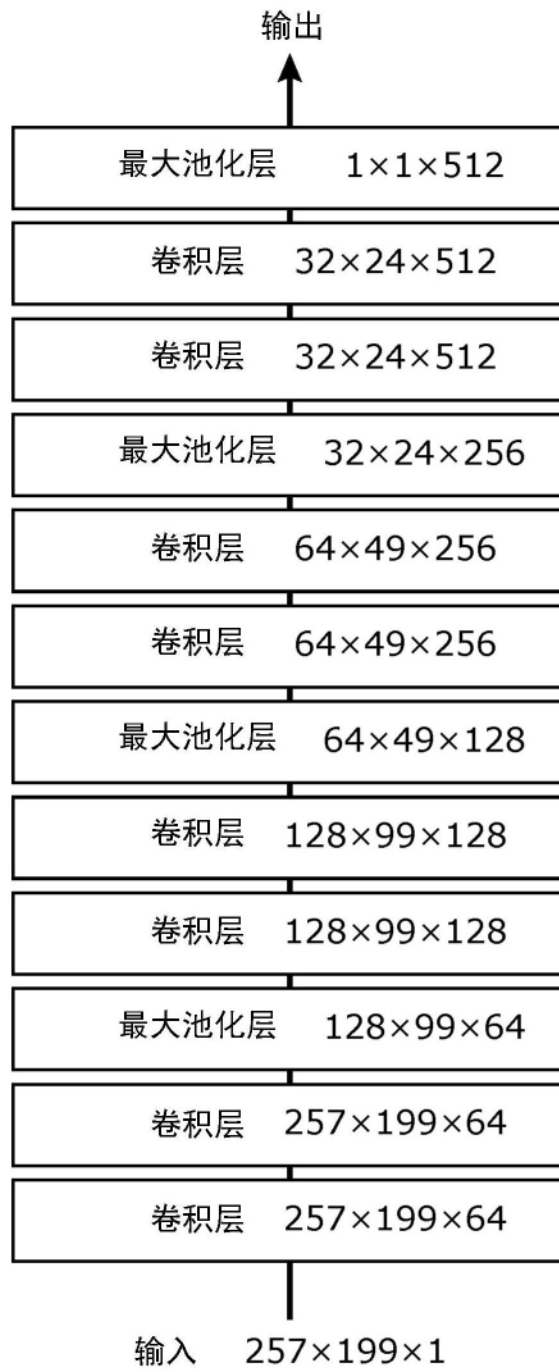 输出
最大池化层 1×1×512
卷积层 32×24×512
卷积层 32×24×512
最大池化层 32×24×256
卷积层 64×49×256
卷积层 64×49×256
最大池化层 64×49×128
卷积层 128×99×128
卷积层 128×99×128
最大池化层 128×99×64
卷积层 257×199×64
卷积层 257×199×64
输入 257×199×1